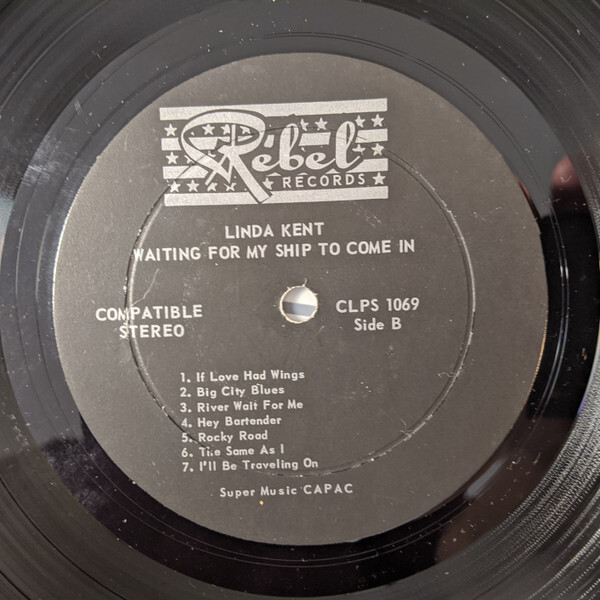 Rebel
RECORDS
LINDA KENT
WAITING FOR MY SHIP TO COME IN
COMPATIBLE
STEREO
CLPS 1069
Side B
1. If Love Had Wings
2. Big City Blues
3. River Wait For Me
4. Hey Bartender
5. Rocky Road
6. The Same As I
7. I'll Be Traveling On
Super Music CAPAC